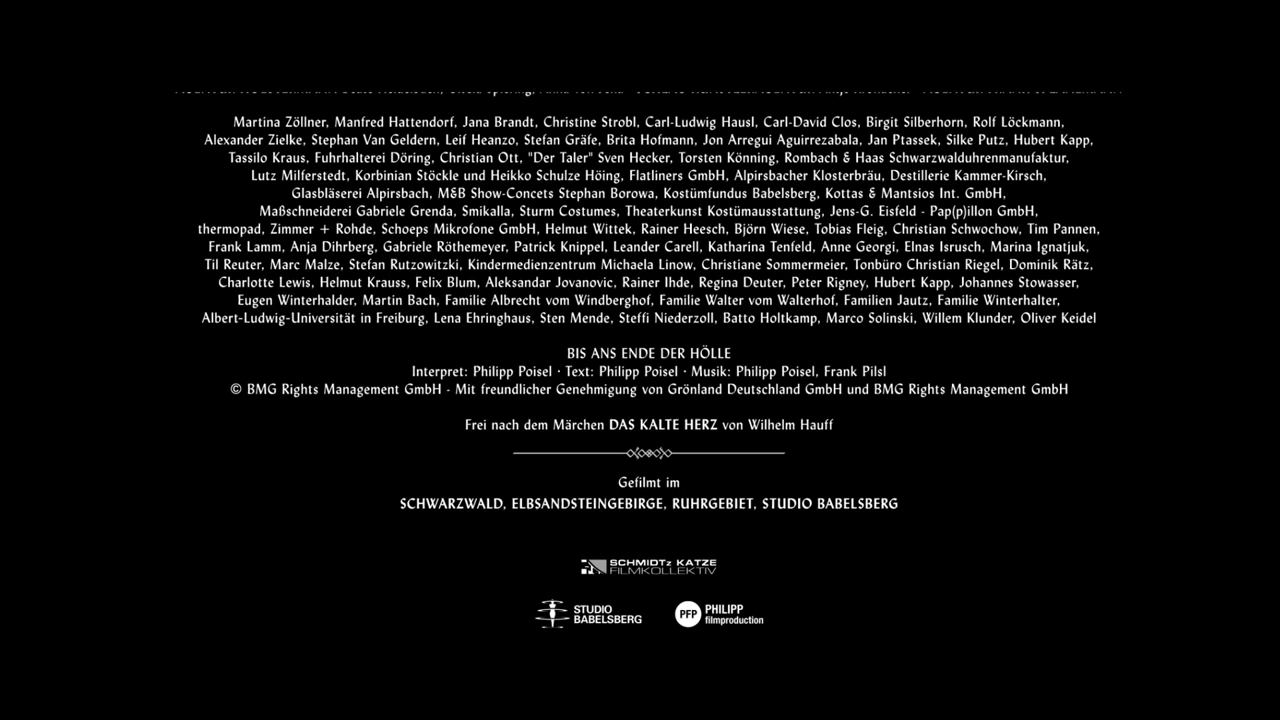 Martina Zöllner, Manfred Hattendorf, Jana Brandt, Christine Strobl, Carl-Ludwig Hausl, Carl-David Clos, Birgit Silberhorn, Rolf Löckmann,
Alexander Zielke, Stephan Van Geldern, Leif Heanzo, Stefan Gräfe, Brita Hofmann, Jon Arregui Aguirrezabala, Jan Ptassek, Silke Putz, Hubert Kapp,
Tassilo Kraus, Fuhrhalterei Döring, Christian Ott, "Der Taler" Sven Hecker, Torsten Könning, Rombach & Haas Schwarzwalduhrenmanufaktur,
Lutz Milferstedt, Korbinian Stöckle und Heikko Schulze Höing, Flatliners GmbH, Alpirsbacher Klosterbräu, Destillerie Kammer-Kirsch,
Glasbläserei Alpirsbach, M&B Show-Concets Stephan Borowa, Kostümfundus Babelsberg, Kottas & Mantsios Int. GmbH,
Maßschneiderei Gabriele Grenda, Smikalla, Sturm Costumes, Theaterkunst Kostümausstattung, Jens-G. Eisfeld - Pap(p)illon GmbH,
thermopad, Zimmer + Rohde, Schoeps Mikrofone GmbH, Helmut Wittek, Rainer Heesch, Björn Wiese, Tobias Fleig, Christian Schwochow, Tim Pannen,
Frank Lamm, Anja Dihrberg, Gabriele Röthemeyer, Patrick Knippel, Leander Carell, Katharina Tenfeld, Anne Georgi, Elnas Isrusch, Marina Ignatjuk,
Til Reuter, Marc Malze, Stefan Rutzowitzki, Kindermedienzentrum Michaela Linow, Christiane Sommermeier, Tonbüro Christian Riegel, Dominik Rätz,
Charlotte Lewis, Helmut Krauss, Felix Blum, Aleksandar Jovanovic, Rainer Ihde, Regina Deuter, Peter Rigney, Hubert Kapp, Johannes Stowasser,
Eugen Winterhalder, Martin Bach, Familie Albrecht vom Windberghof, Familie Walter vom Walterhof, Familien Jautz, Familie Winterhalter,
Albert-Ludwig-Universität in Freiburg, Lena Ehringhaus, Sten Mende, Steffi Niederzoll, Batto Holtkamp, Marco Solinski, Willem Klunder, Oliver Keidel
BIS ANS ENDE DER HÖLLE
Interpret: Philipp Poisel · Text: Philipp Poisel · Musik: Philipp Poisel, Frank Pilsl
© BMG Rights Management GmbH - Mit freundlicher Genehmigung von Grönland Deutschland GmbH und BMG Rights Management GmbH
Frei nach dem Märchen DAS KALTE HERZ von Wilhelm Hauff
Gefilmt im
SCHWARZWALD, ELBSANDSTEINGEBIRGE, RUHRGEBIET, STUDIO BABELSBERG
SCHMIDTz KATZE
FILMKOLLEKTIV
STUDIO
BABELSBERG
PFP PHILIPP
filmproduction